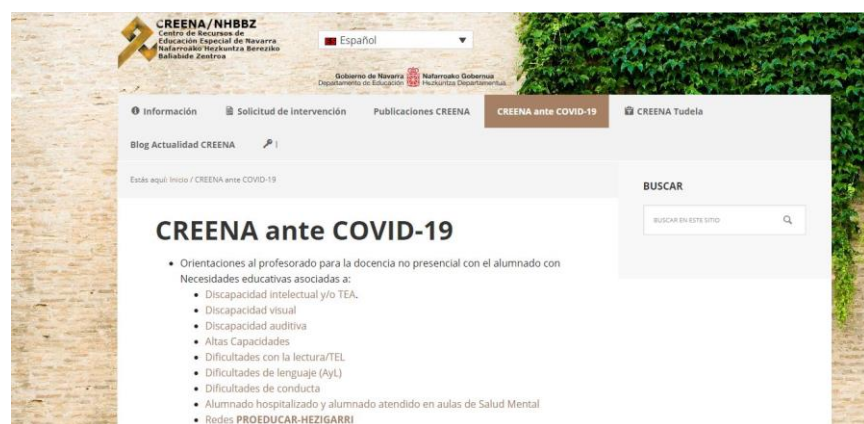 CREENA/NHBBZ
Centro de Recursos de
Educación Especial de Navarra
Nafarroako Hezkuntza Bereziko
Baliabide Zentroa
Español
Gobierno de Navarra
Departamento de Educación
Nafarroako Gobernua
Hezkuntza Departamentua
Información
Solicitud de intervención
Publicaciones CREENA
CREENA ante COVID-19
CREENA Tudela
Blog Actualidad CREENA
Estás aquí: Inicio / CREENA ante COVID-19
BUSCAR
BUSCAR EN ESTE SITIO
CREENA ante COVID-19
• Orientaciones al profesorado para la docencia no presencial con el alumnado con
Necesidades educativas asociadas a:
• Discapacidad intelectual y/o TEA.
• Discapacidad visual
• Discapacidad auditiva
• Altas Capacidades
• Dificultades con la lectura/TEL
• Dificultades de lenguaje (AyL)
• Dificultades de conducta
• Alumnado hospitalizado y alumnado atendido en aulas de Salud Mental
• Redes PROEDUCAR-HEZIGARRI